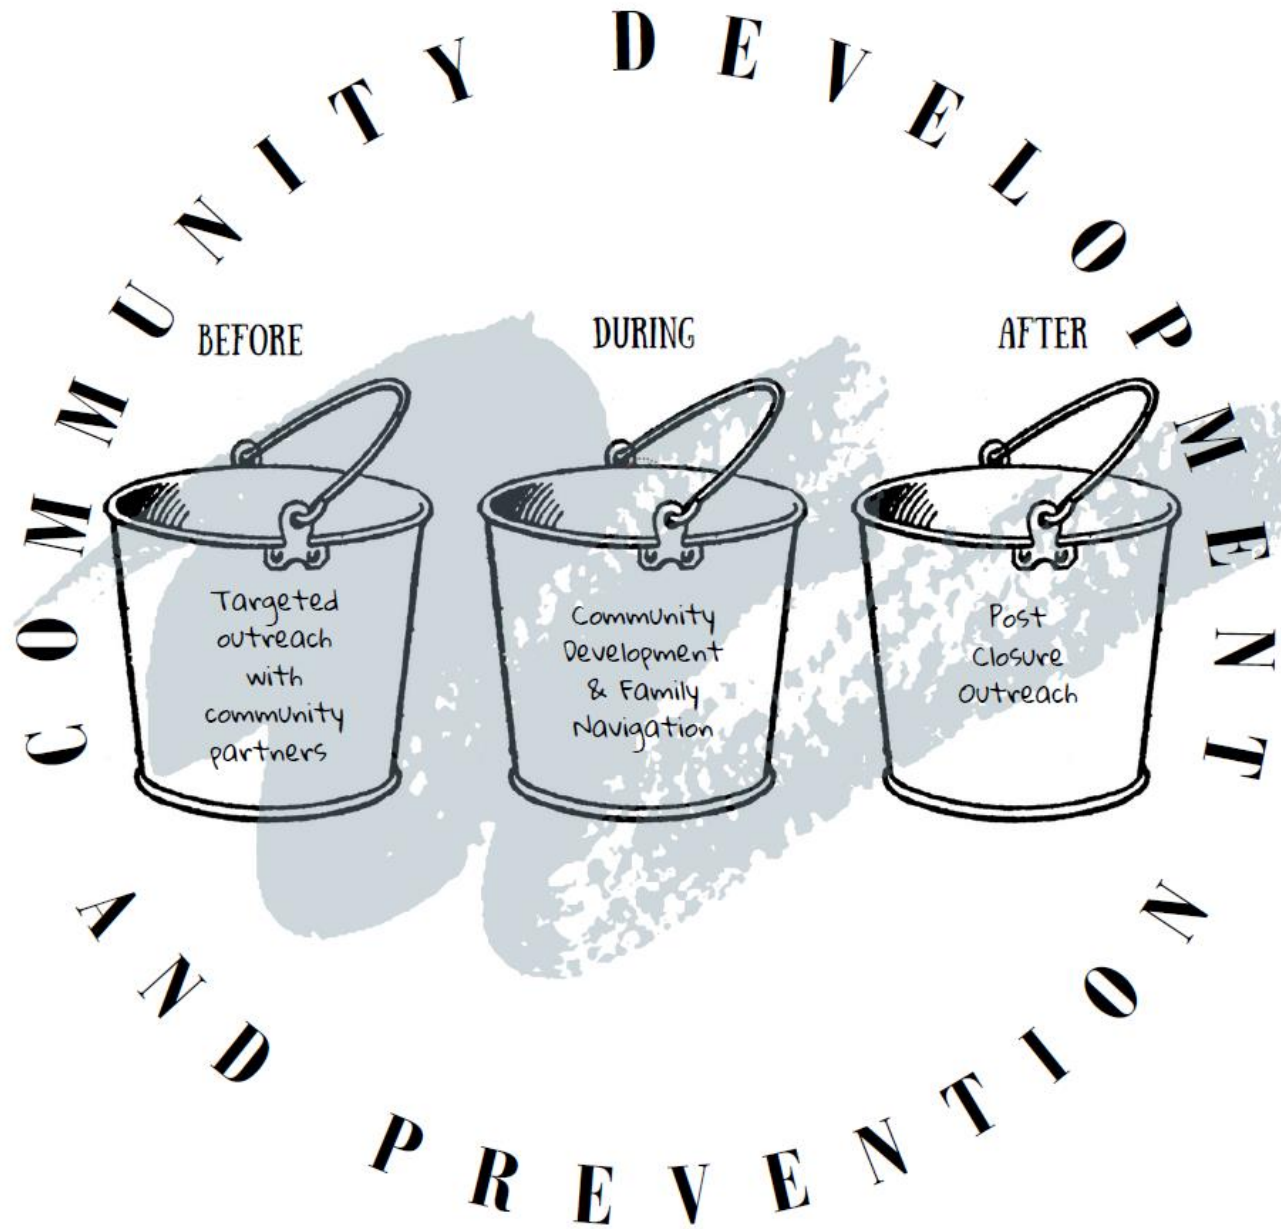 COMMUNITY DEVELOPMENT
AND PREVENTION
BEFORE
Targeted
outreach
with
community
partners
DURING
Community
Development
& Family
Navigation
AFTER
Post
Closure
Outreach